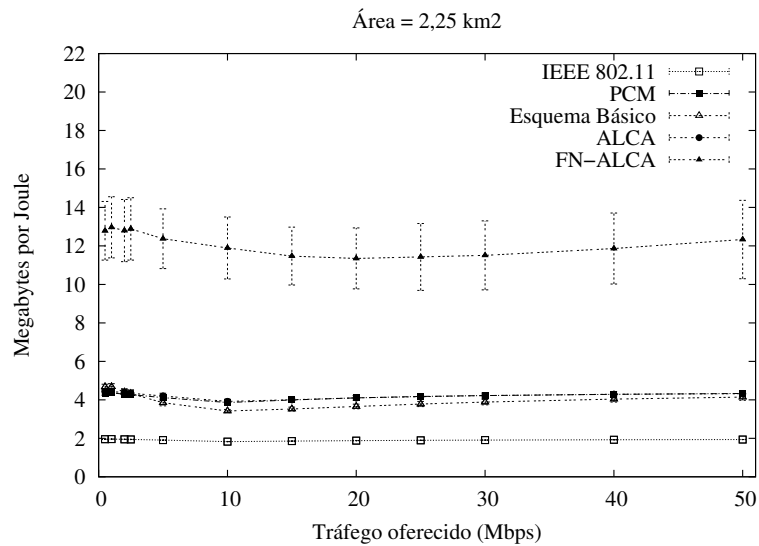 Área = 2,25 km2
Megabytes por Joule
22
20
18
16
14
12
10
8
6
4
2
0
IEEE 802.11
PCM
Esquema Básico
ALCA
FN−ALCA
0 10 20 30 40 50
Tráfego oferecido (Mbps)